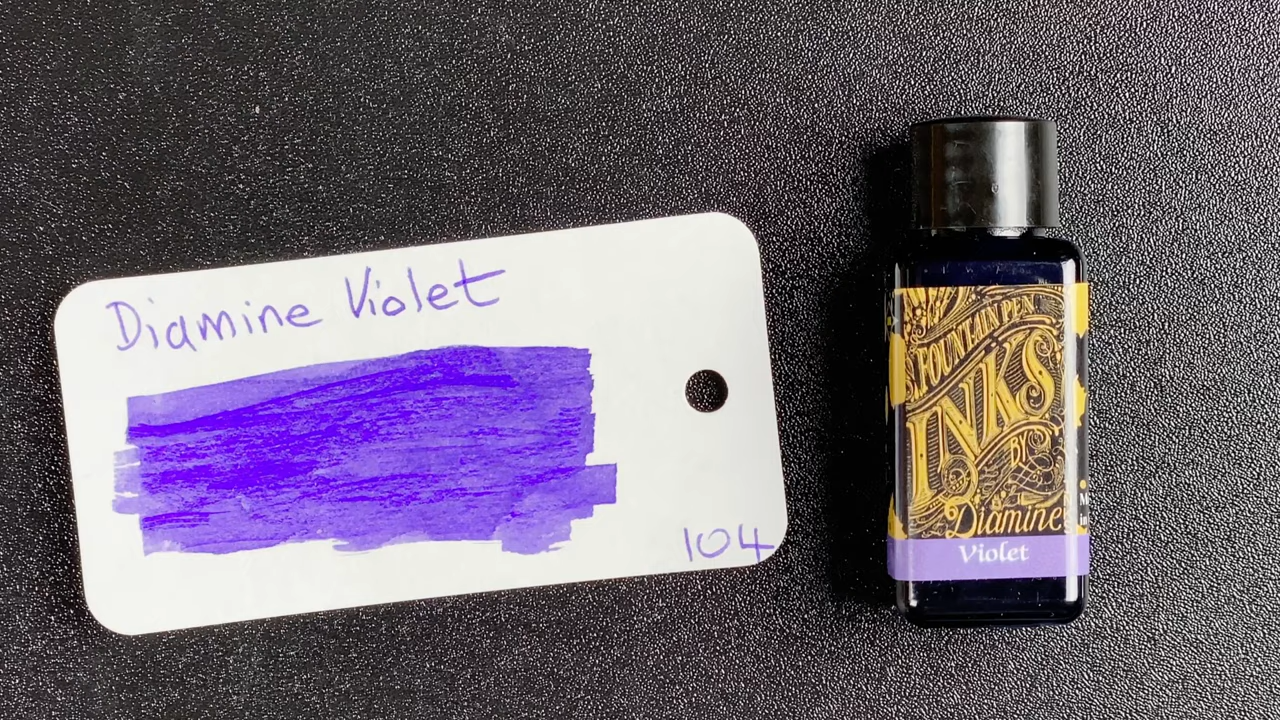 Diamine Violet
104
FOUNTAIN PEN
INKS
BY
Diamine
Violet